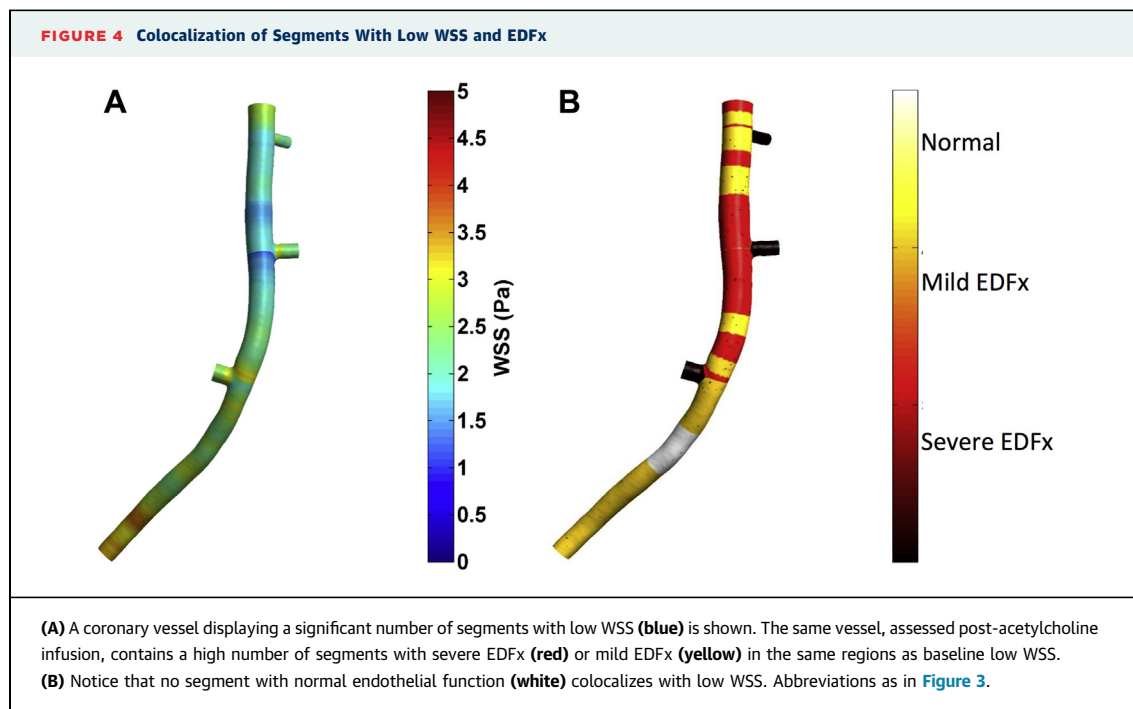 FIGURE 4 Colocalization of Segments With Low WSS and EDFx
A
B
5
4.5
4
3.5
3
2.5
2
1.5
1
0.5
0
WSS (Pa)
Normal
Mild EDFx
Severe EDFx
(A) A coronary vessel displaying a significant number of segments with low WSS (blue) is shown. The same vessel, assessed post-acetylcholine
infusion, contains a high number of segments with severe EDFx (red) or mild EDFx (yellow) in the same regions as baseline low WSS.
(B) Notice that no segment with normal endothelial function (white) colocalizes with low WSS. Abbreviations as in Figure 3.